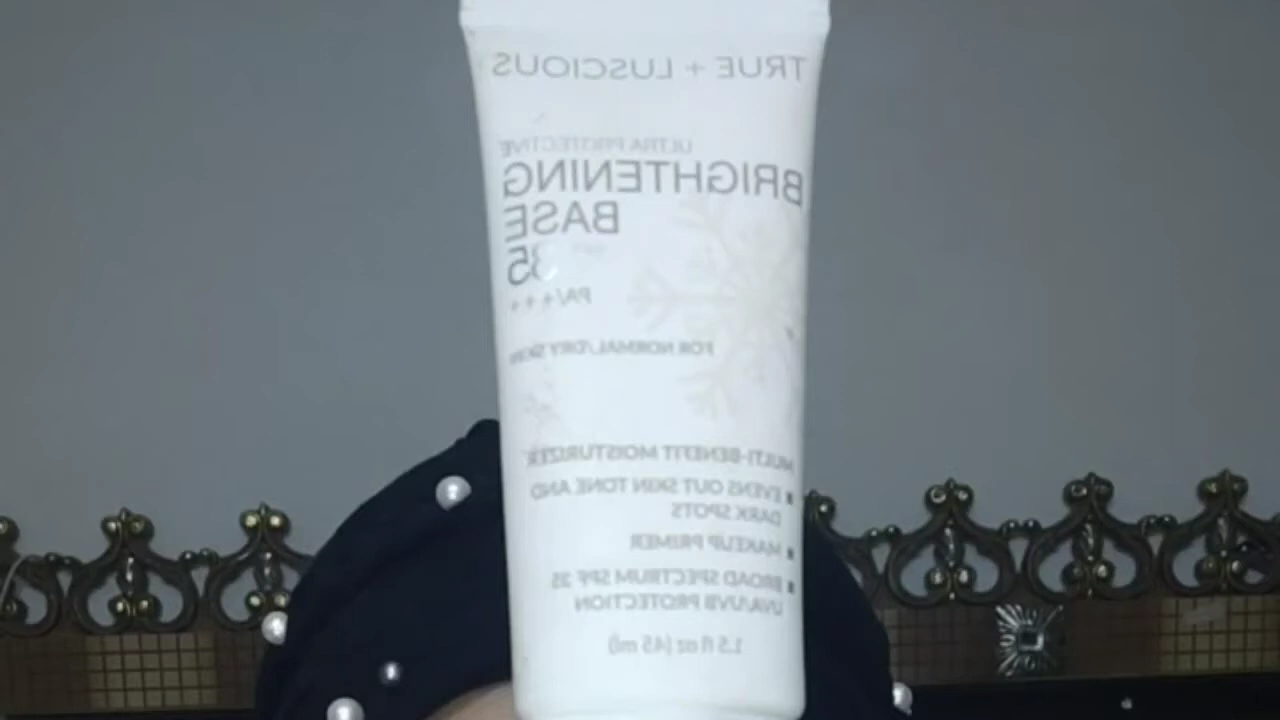 TRUE + LUSCIOUS
ULTRA PROTECTIVE
BRIGHTENING
BASE
35
PA/+++
FOR NORMAL/DRY SKIN
MULTI-BENEFIT MOISTURIZER
▪ EVENS OUT SKIN TONE AND
DARK SPOTS
▪ MAKEUP PRIMER
▪ BROAD SPECTRUM SPF 35
UVA/UVB PROTECTION
1.5 fl oz (45 ml)